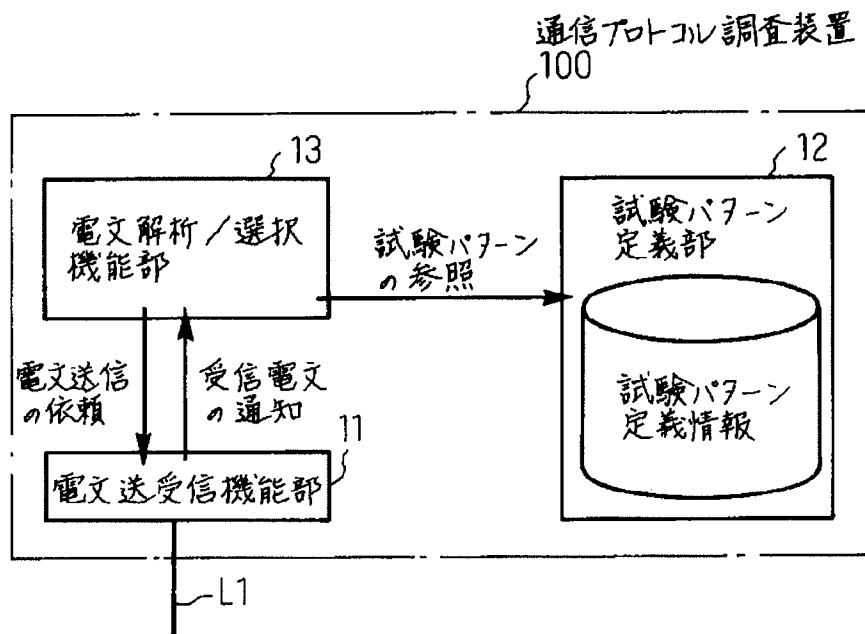 通信プロトコル調査装置
100
13
12
電文解析/選択
機能部
試験パターン
の参照
試験パターン
定義部
試験パターン
定義情報
電文送信
の依頼
受信電文
の通知
11
電文送受信機能部
L1